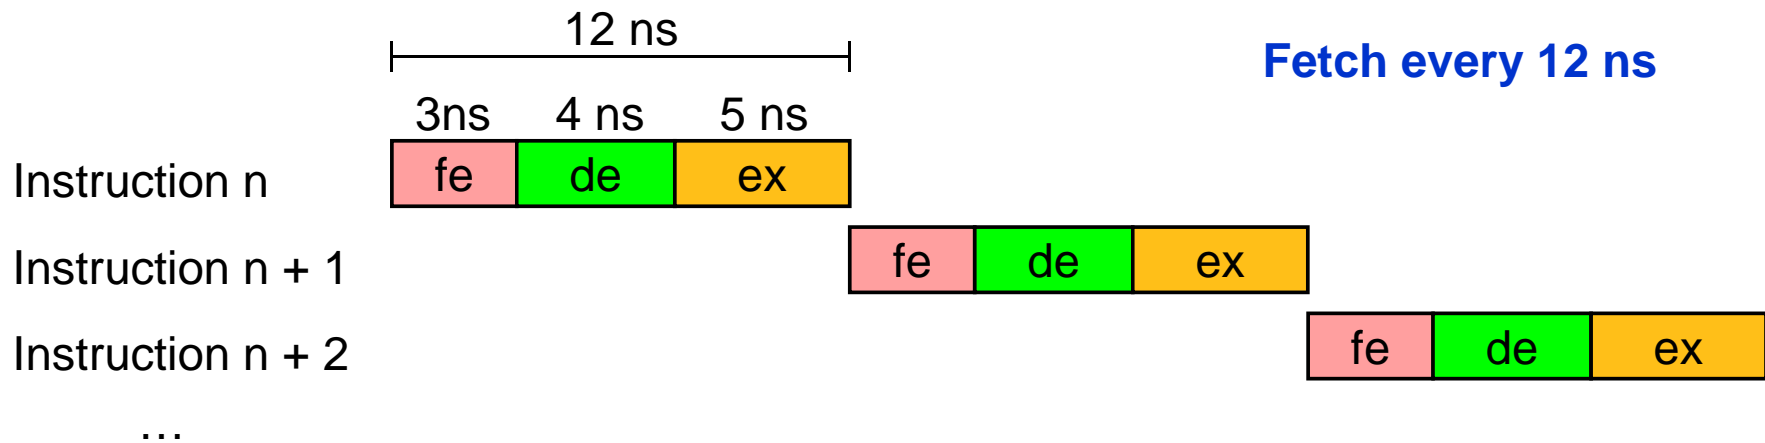 12 ns
Fetch every 12 ns
3ns 4 ns 5 ns
Instruction n fe de ex
Instruction n + 1 fe de ex
Instruction n + 2 fe de ex
...